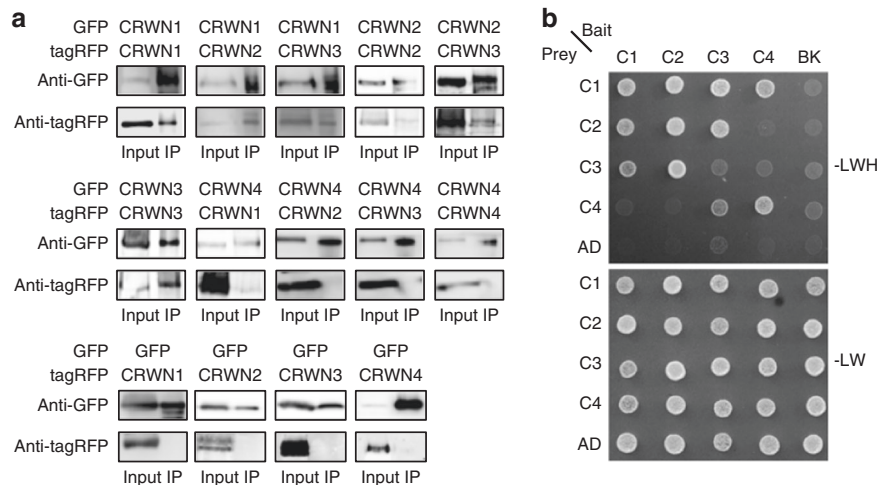 a
GFP CRWN1 CRWN1 CRWN1 CRWN2 CRWN2
tagRFP CRWN1 CRWN2 CRWN3 CRWN2 CRWN3
Anti-GFP
Anti-tagRFP
Input IP Input IP Input IP Input IP Input IP
GFP CRWN3 CRWN4 CRWN4 CRWN4 CRWN4
tagRFP CRWN3 CRWN1 CRWN2 CRWN3 CRWN4
Anti-GFP
Anti-tagRFP
Input IP Input IP Input IP Input IP Input IP
GFP GFP GFP GFP GFP
tagRFP CRWN1 CRWN2 CRWN3 CRWN4
Anti-GFP
Anti-tagRFP
Input IP Input IP Input IP Input IP
b
Bait
Prey C1 C2 C3 C4 BK
C1
C2
C3 -LWH
C4
AD
C1
C2
C3 -LW
C4
AD